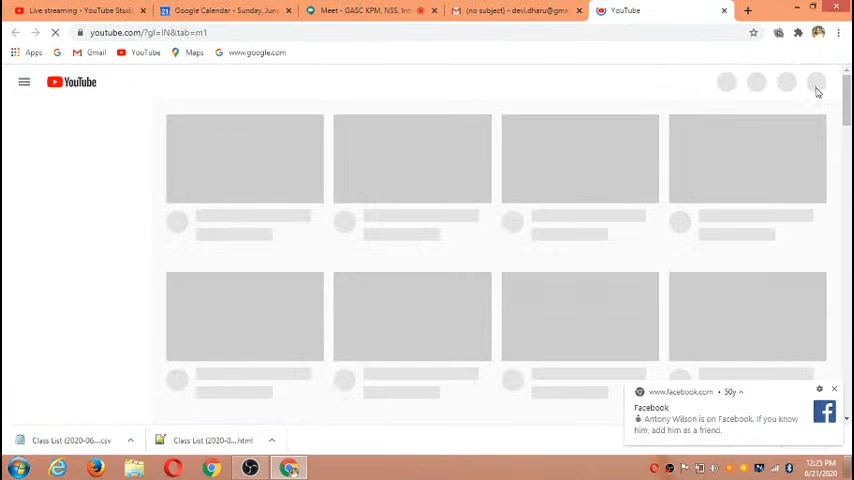 Live streaming - YouTube Studi
Google Calendar - Sunday, June
Meet - GASC KPM, NSS, Int
(no subject) - devi.dharu@gma
YouTube
youtube.com/?gl=IN&tab=m1
Apps
Gmail
YouTube
Maps
www.google.com
YouTube
www.facebook.com • 50y
Facebook
Antony Wilson is on Facebook. If you know
him, add him as a friend.
Class List (2020-06....csv
Class List (2020-0....html
12:25 PM
6/21/2020